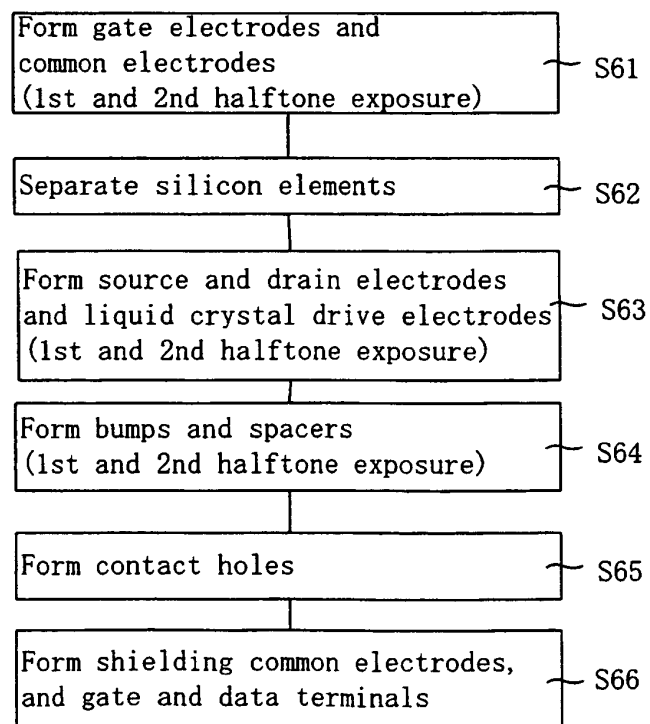 Form gate electrodes and
common electrodes
(1st and 2nd halftone exposure)
S61
Separate silicon elements
S62
Form source and drain electrodes
and liquid crystal drive electrodes
(1st and 2nd halftone exposure)
S63
Form bumps and spacers
(1st and 2nd halftone exposure)
S64
Form contact holes
S65
Form shielding common electrodes,
and gate and data terminals
S66